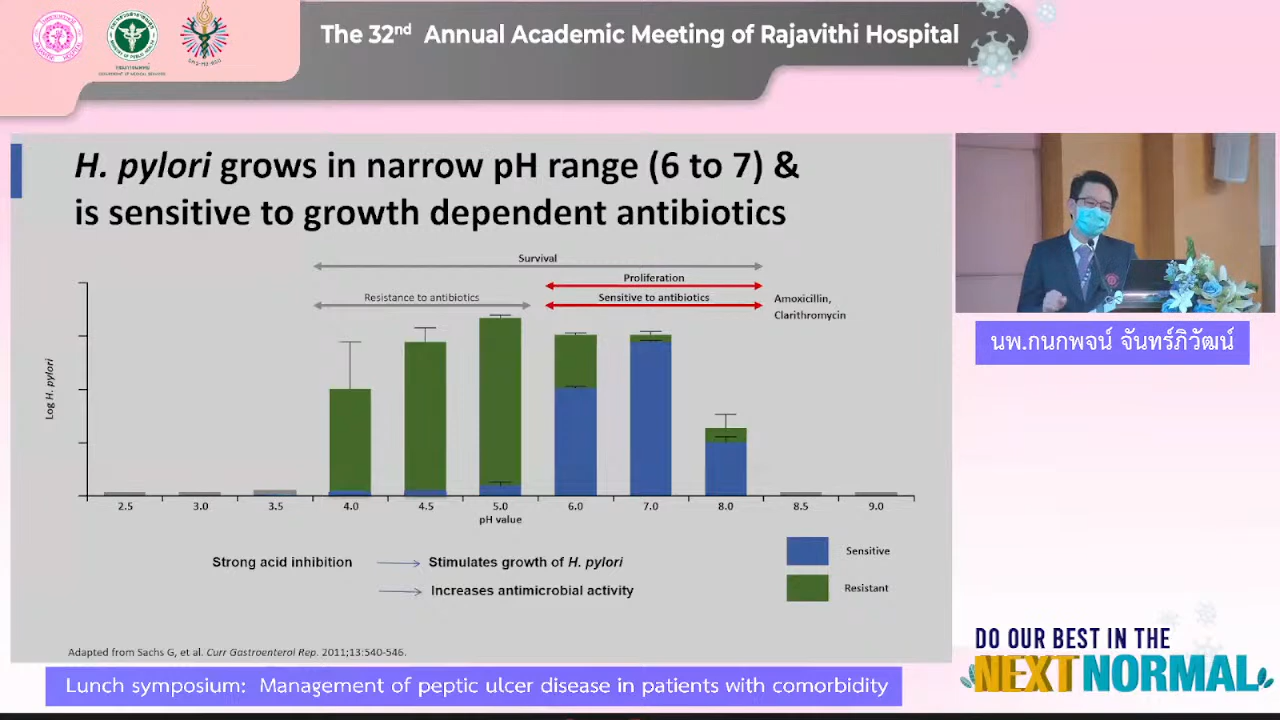 The 32nd Annual Academic Meeting of Rajavithi Hospital
H. pylori grows in narrow pH range (6 to 7) &
is sensitive to growth dependent antibiotics
Survival
Proliferation
Resistance to antibiotics
Sensitive to antibiotics
Amoxicillin,
Clarithromycin
Log H. pylori
2.5 3.0 3.5 4.0 4.5 5.0 6.0 7.0 8.0 8.5 9.0
pH value
Strong acid inhibition
Stimulates growth of H. pylori
Increases antimicrobial activity
Sensitive
Resistant
Adapted from Sachs G, et al. Curr Gastroenterol Rep. 2011;13:540-546.
นพ.กนกพจน์ จันทร์ภิวัฒน์
DO OUR BEST IN THE
NEXT NORMAL
Lunch symposium: Management of peptic ulcer disease in patients with comorbidity